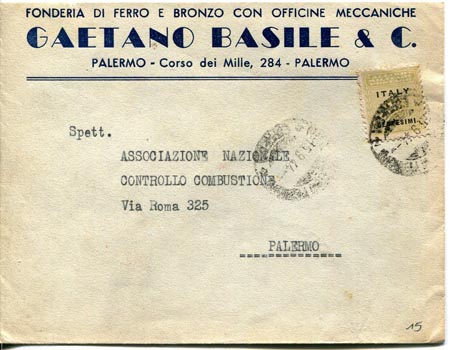 FONDERIA DI FERRO E BRONZO CON OFFICINE MECCANICHE
GAETANO BASILE & C.
PALERMO - Corso dei Mille, 284 - PALERMO
ITALY
CENTESIMI
Spett.
ASSOCIAZIONE NAZIONALE
CONTROLLO COMBUSTIONE
Via Roma 325
PALERMO
15